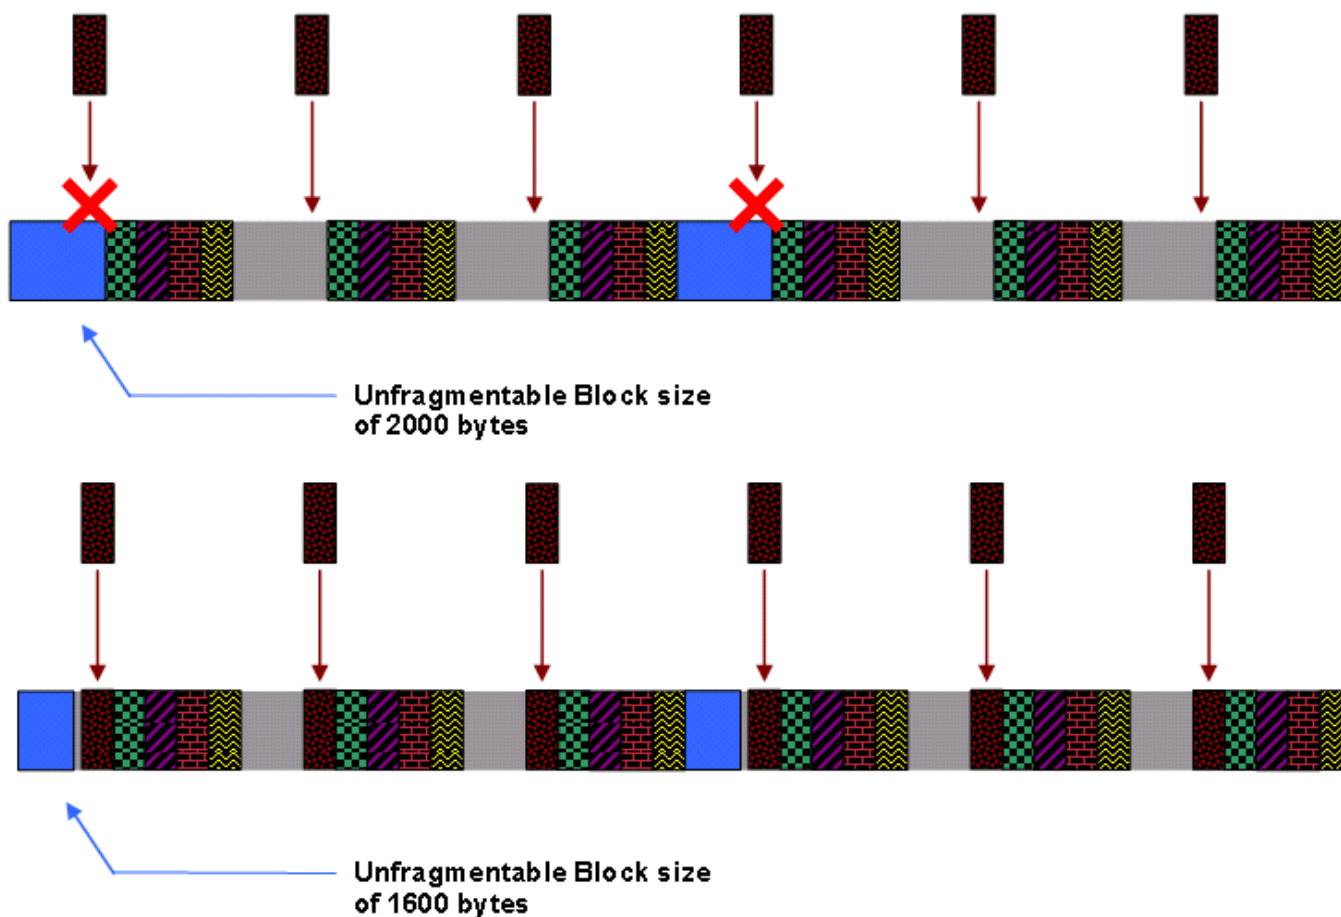 Unfragmentable Block size
of 2000 bytes
Unfragmentable Block size
of 1600 bytes